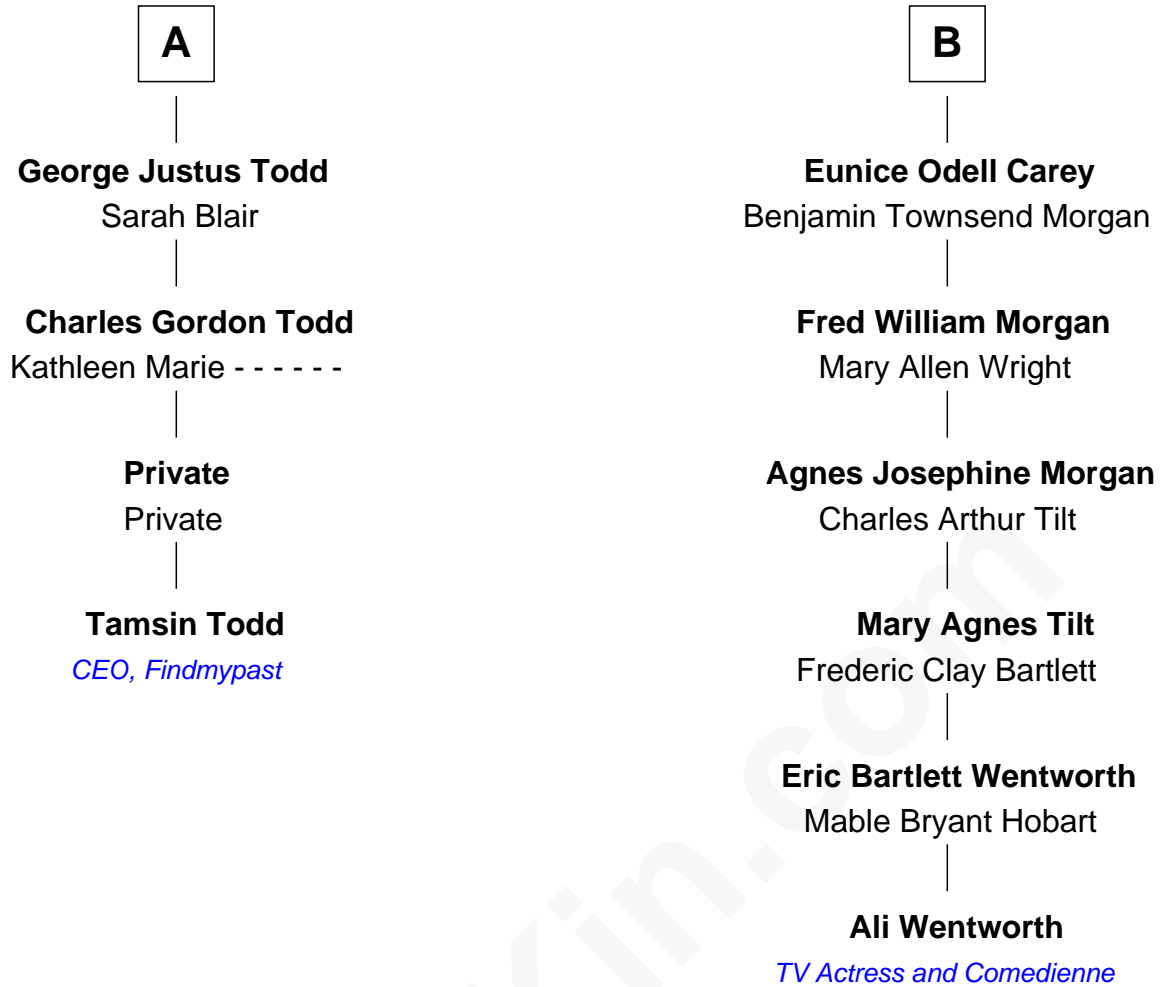 A
George Justus Todd
Sarah Blair
Charles Gordon Todd
Kathleen Marie - - - - - -
Private
Private
Tamsin Todd
CEO, Findmypast
B
Eunice Odell Carey
Benjamin Townsend Morgan
Fred William Morgan
Mary Allen Wright
Agnes Josephine Morgan
Charles Arthur Tilt
Mary Agnes Tilt
Frederic Clay Bartlett
Eric Bartlett Wentworth
Mable Bryant Hobart
Ali Wentworth
TV Actress and Comedienne
Kin.com